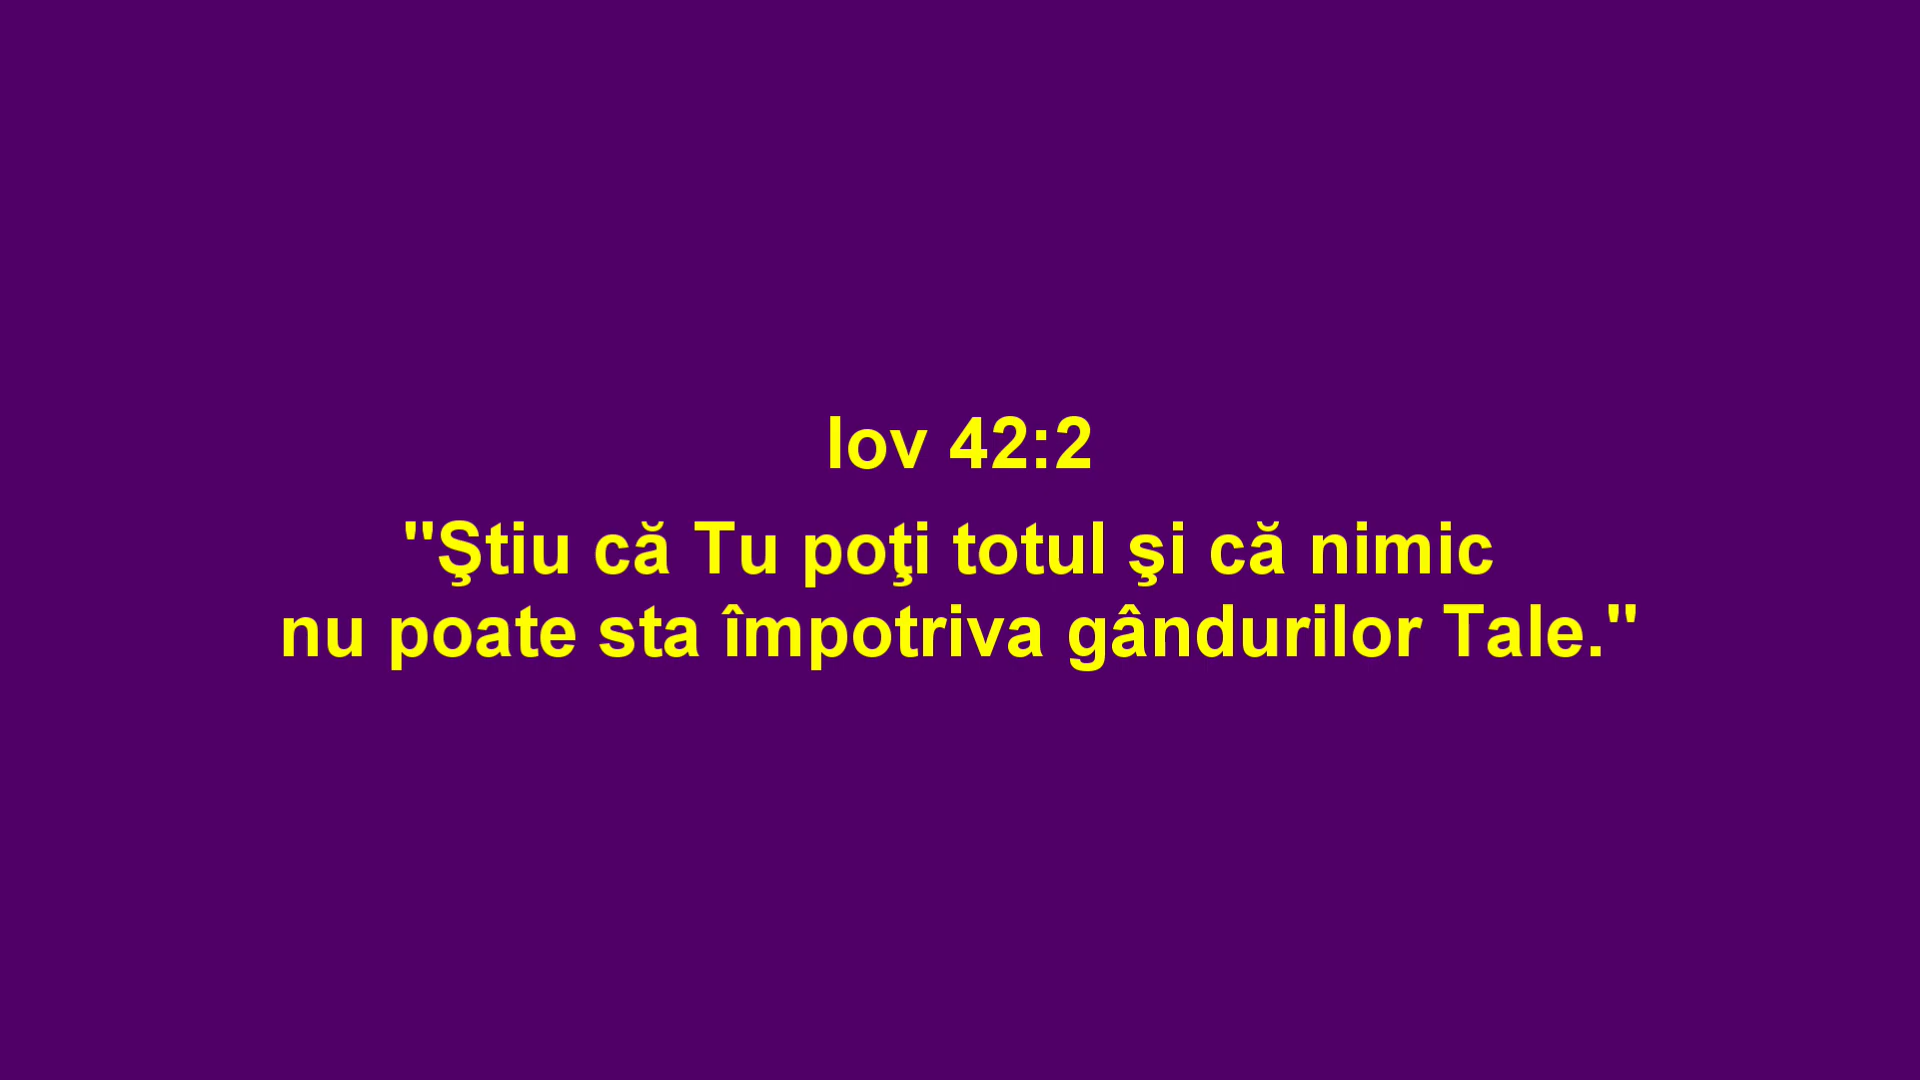 Iov 42:2
"Ştiu că Tu poţi totul şi că nimic
nu poate sta împotriva gândurilor Tale."